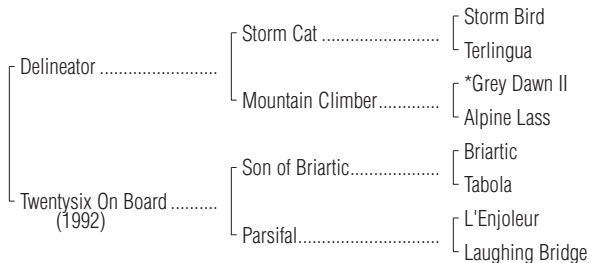 Storm Bird
Storm Cat ........................
Terlingua
Delineator ........................
*Grey Dawn II
Mountain Climber.............
Alpine Lass
Briartic
Son of Briartic..................
Tabola
Twentysix On Board ..........
(1992)
L'Enjoleur
Parsifal.............................
Laughing Bridge